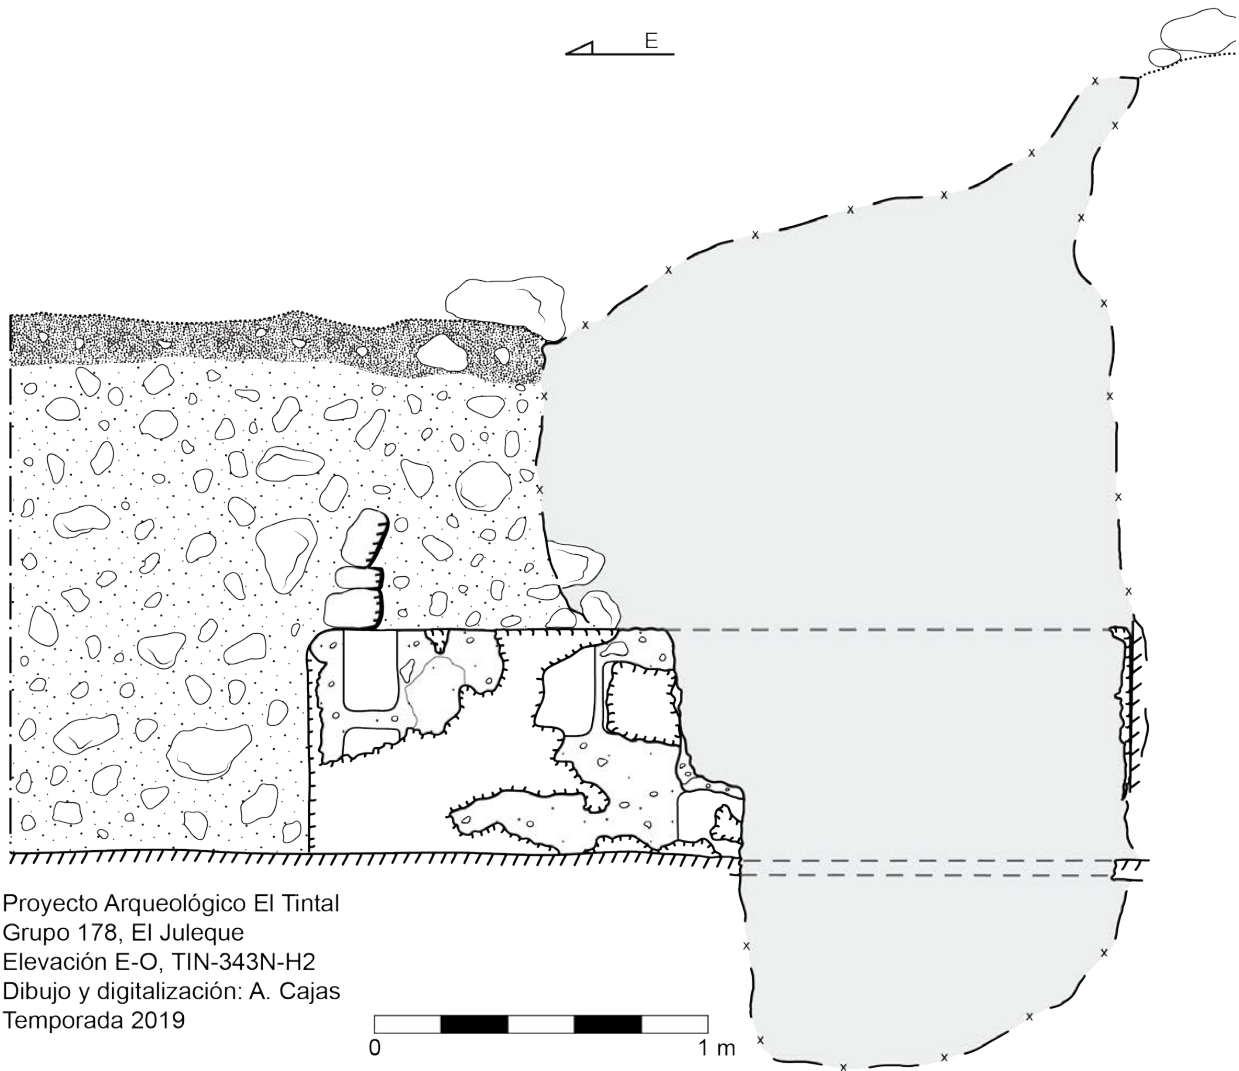 E
Proyecto Arqueológico El Tintal
Grupo 178, El Juleque
Elevación E-O, TIN-343N-H2
Dibujo y digitalización: A. Cajas
Temporada 2019
0 1 m